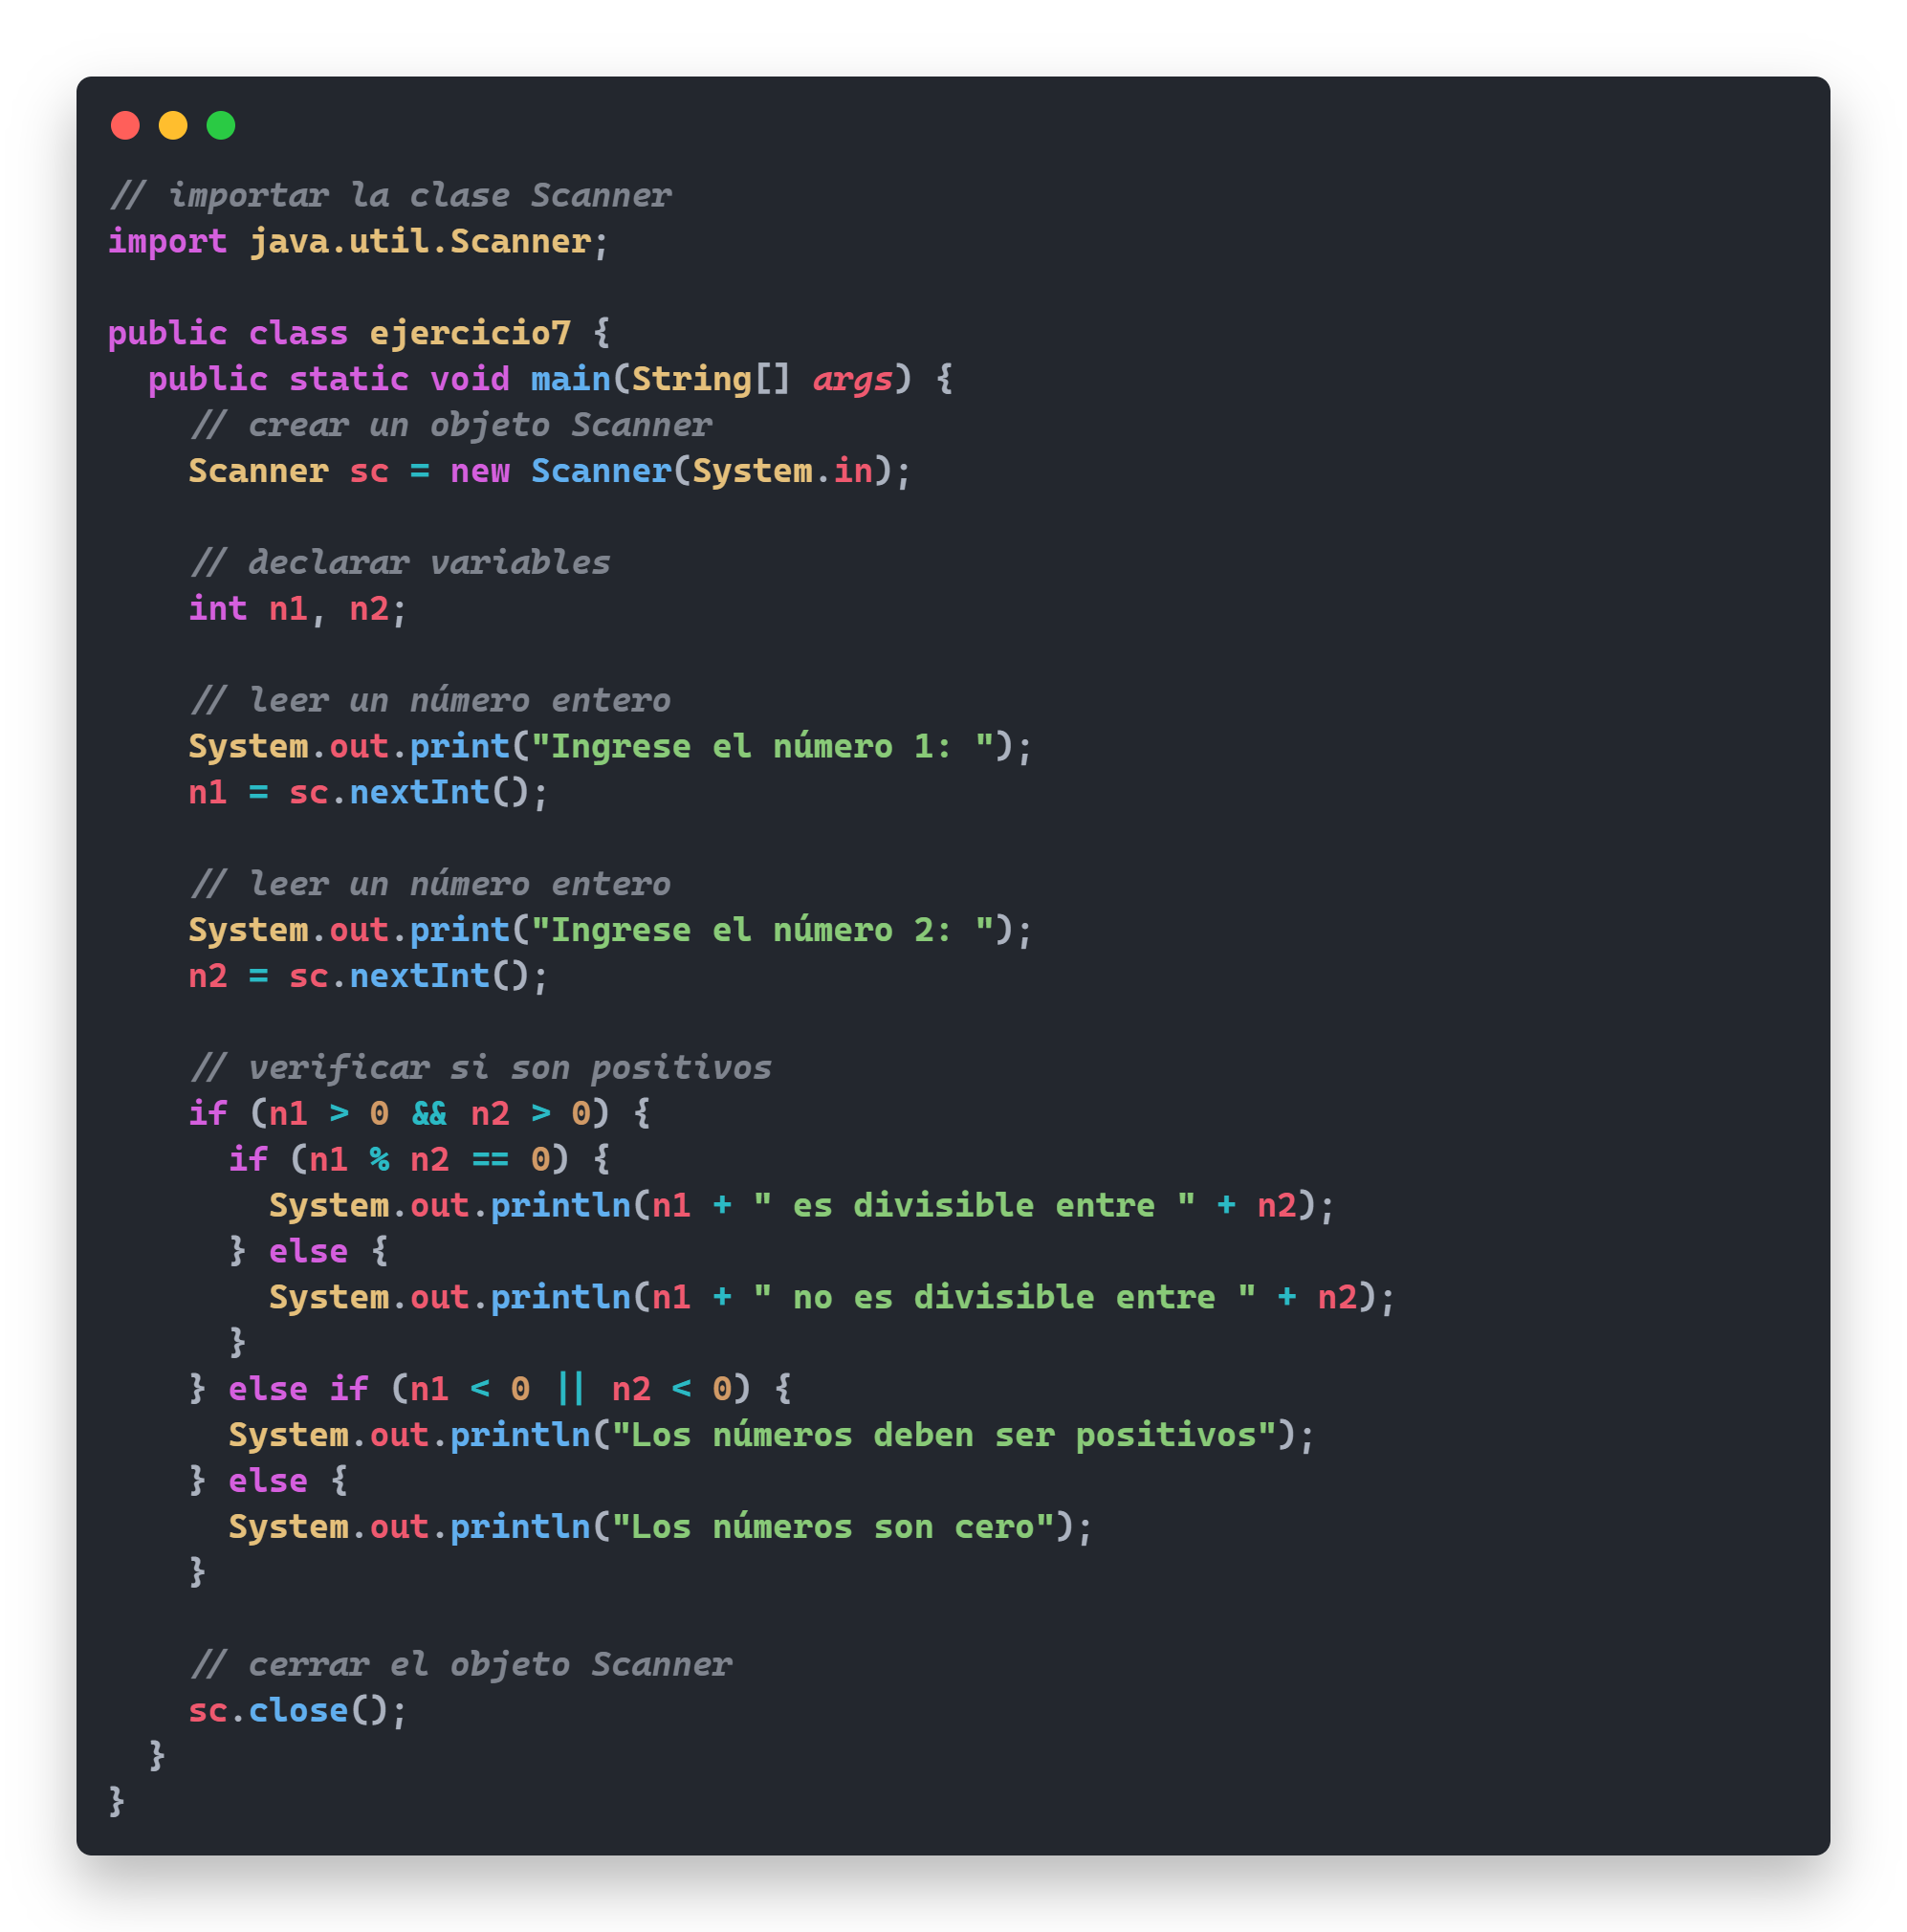 // importar la clase Scanner
import java.util.Scanner;

public class ejercicio7 {
  public static void main(String[] args) {
    // crear un objeto Scanner
    Scanner sc = new Scanner(System.in);

    // declarar variables
    int n1, n2;

    // leer un número entero
    System.out.print("Ingrese el número 1: ");
    n1 = sc.nextInt();

    // leer un número entero
    System.out.print("Ingrese el número 2: ");
    n2 = sc.nextInt();

    // verificar si son positivos
    if (n1 > 0 && n2 > 0) {
      if (n1 % n2 == 0) {
        System.out.println(n1 + " es divisible entre " + n2);
      } else {
        System.out.println(n1 + " no es divisible entre " + n2);
      }
    } else if (n1 < 0 || n2 < 0) {
      System.out.println("Los números deben ser positivos");
    } else {
      System.out.println("Los números son cero");
    }

    // cerrar el objeto Scanner
    sc.close();
  }
}